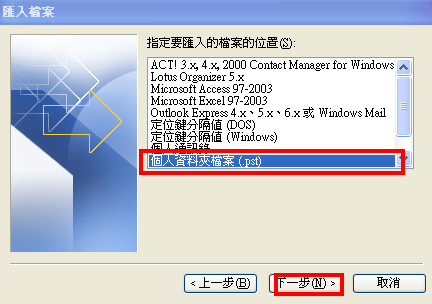 匯入檔案
指定要匯入的檔案的位置(S):
ACT! 3.x, 4.x, 2000 Contact Manager for Windows
Lotus Organizer 5.x
Microsoft Access 97-2003
Microsoft Excel 97-2003
Outlook Express 4.x、5.x、6.x 或 Windows Mail
定位鍵分隔值 (DOS)
定位鍵分隔值 (Windows)
個人通訊錄
個人資料夾檔案 (.pst)
< 上一步(B) 下一步(N) > 取消